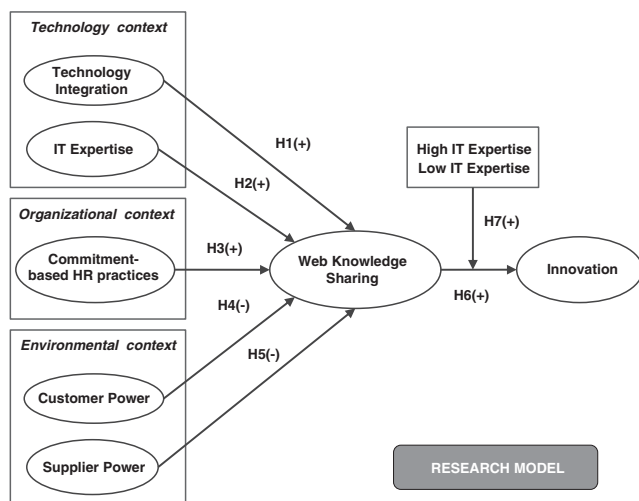 Technology context
Technology
Integration
IT Expertise
H1(+)
H2(+)
High IT Expertise
Low IT Expertise
Organizational context
Commitment-
based HR practices
H3(+)
Web Knowledge
Sharing
H7(+)
H6(+)
Innovation
H4(-)
H5(-)
Environmental context
Customer Power
Supplier Power
RESEARCH MODEL